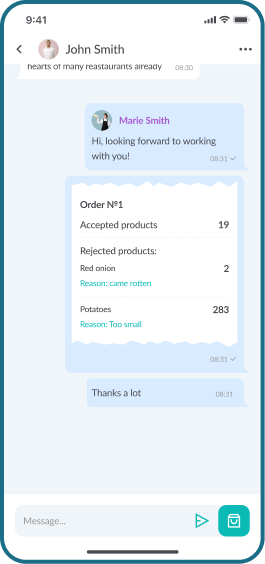 9:41
John Smith
hearts of many reastaurants already 08:30
Marie Smith
Hi, looking forward to working
with you!
08:31
Order №1
Accepted products 19
Rejected products:
Red onion 2
Reason: came rotten
Potatoes 283
Reason: Too small
08:31
Thanks a lot 08:31
Message...